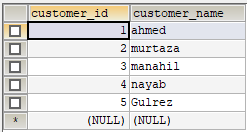 customer_id customer_name
1 ahmed
2 murtaza
3 manahil
4 nayab
5 Gulrez
* (NULL) (NULL)